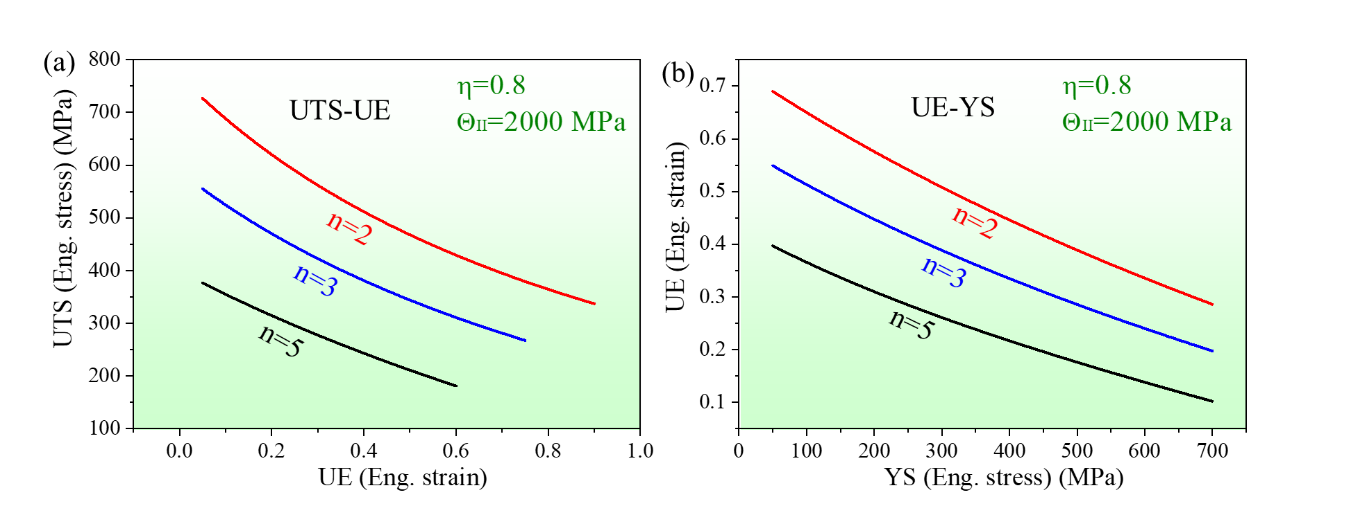 (a)
UTS (Eng. stress) (MPa)
800
700
600
500
400
300
200
100
UTS-UE
η=0.8
ΘII=2000 MPa
n=2
n=3
n=5
0.0 0.2 0.4 0.6 0.8 1.0
UE (Eng. strain)
(b)
UE (Eng. strain)
0.7
0.6
0.5
0.4
0.3
0.2
0.1
UE-YS
η=0.8
ΘII=2000 MPa
n=2
n=3
n=5
0 100 200 300 400 500 600 700
YS (Eng. stress) (MPa)